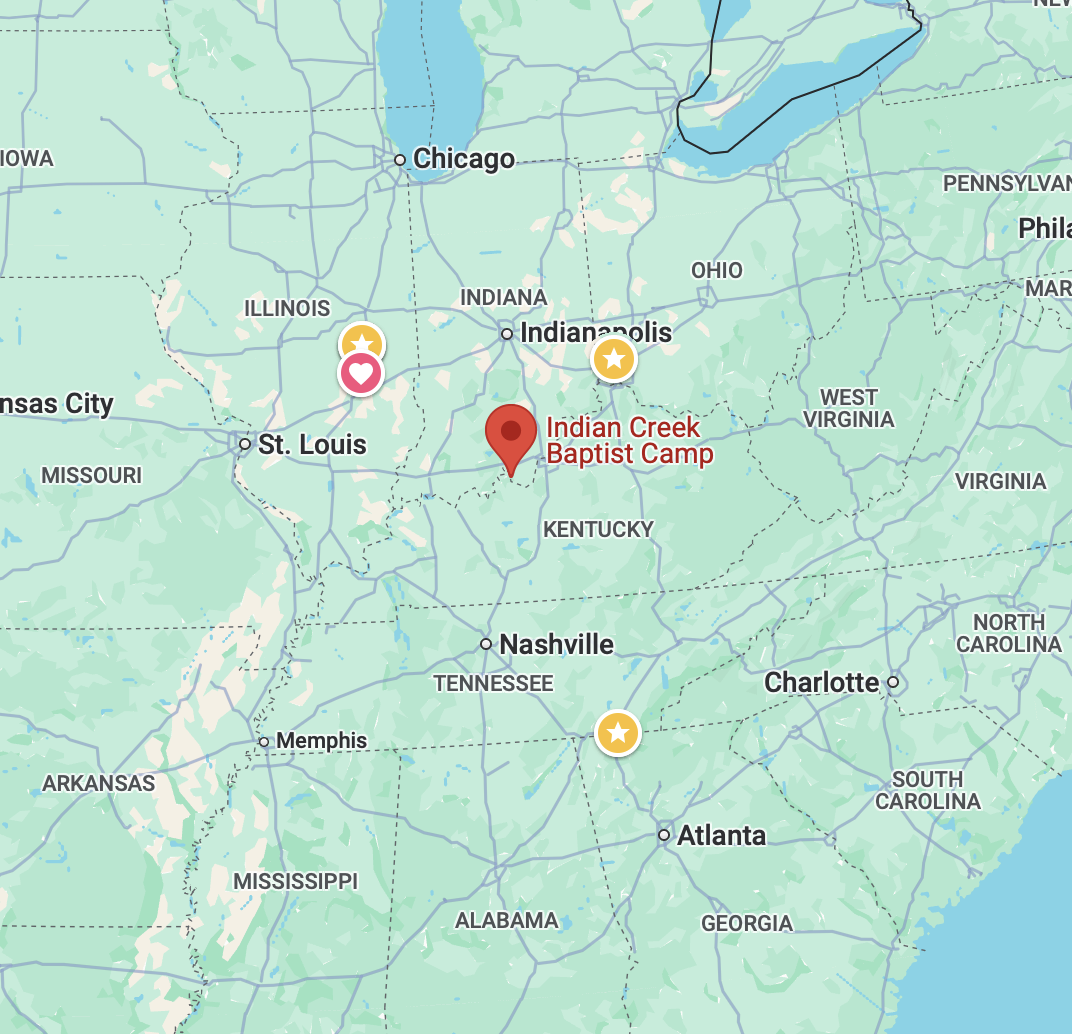 NEW
Chicago
IOWA
PENNSYLVAN
Phila
OHIO
MAR
INDIANA
ILLINOIS
Indianapolis
nsas City
WEST
VIRGINIA
Indian Creek
Baptist Camp
St. Louis
MISSOURI
VIRGINIA
KENTUCKY
NORTH
CAROLINA
Nashville
TENNESSEE
Charlotte
Memphis
ARKANSAS
SOUTH
CAROLINA
Atlanta
MISSISSIPPI
ALABAMA
GEORGIA